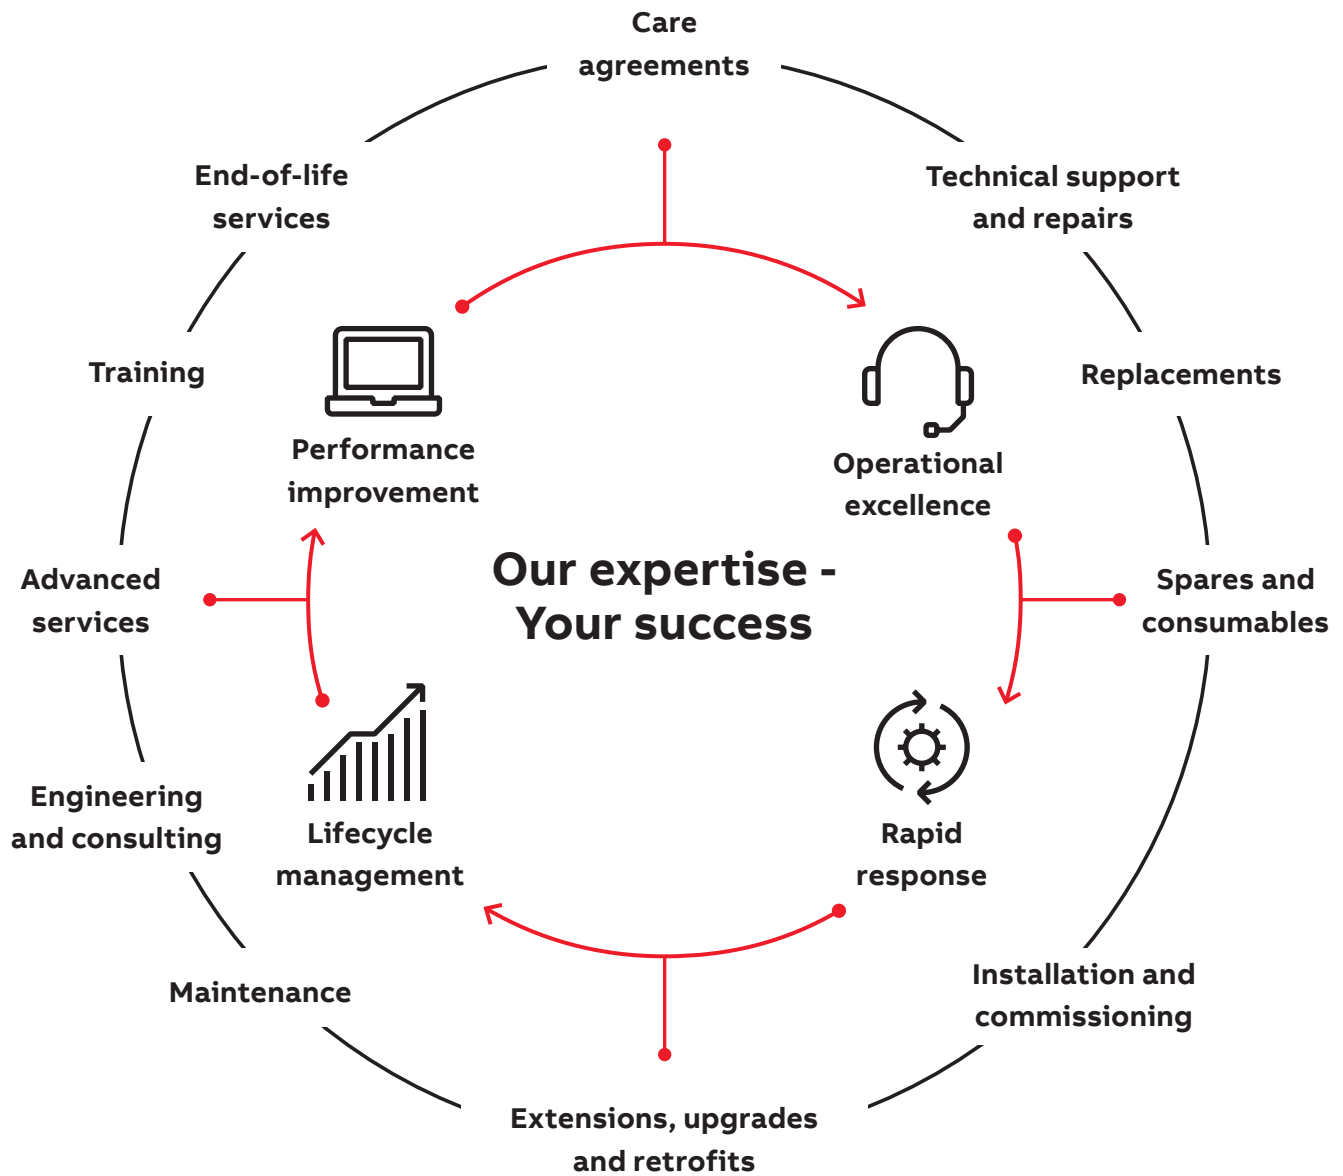 Care
agreements
End-of-life
services
Technical support
and repairs
Training
Replacements
Performance
improvement
Operational
excellence
Our expertise -
Your success
Advanced
services
Spares and
consumables
Engineering
and consulting
Lifecycle
management
Rapid
response
Maintenance
Installation and
commissioning
Extensions, upgrades
and retrofits